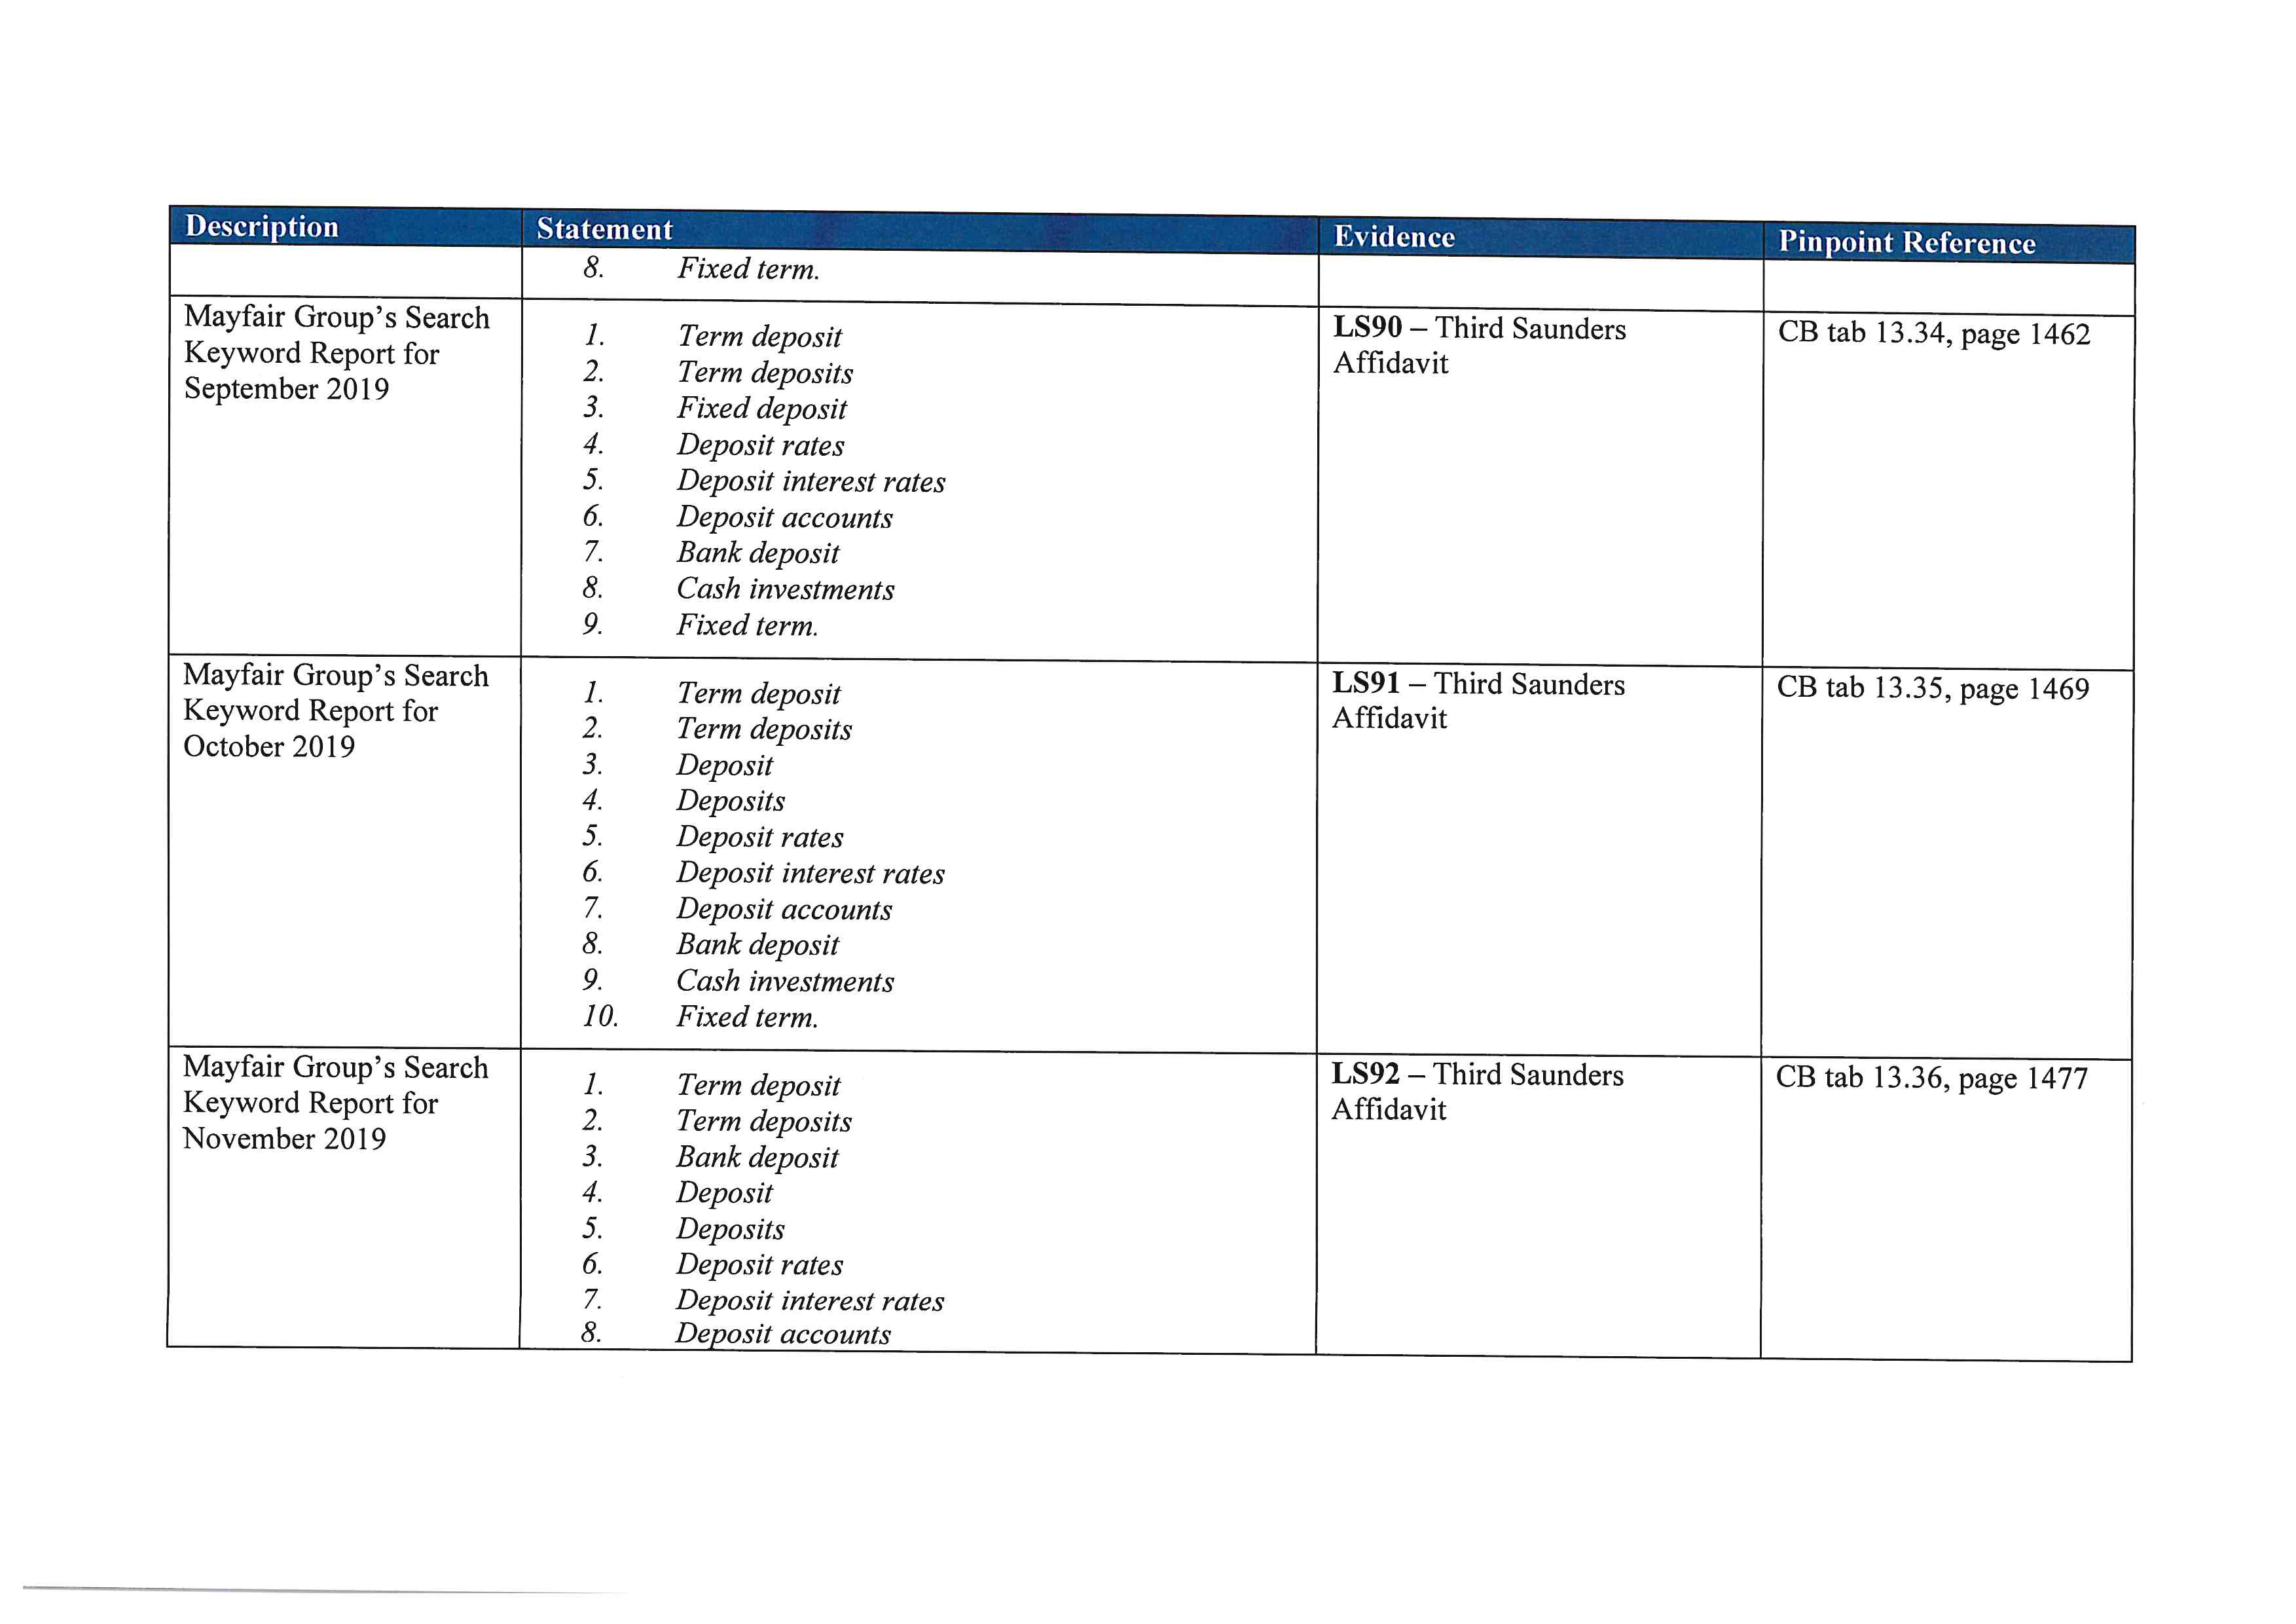 Description Statement Evidence Pinpoint Reference
8. Fixed term.
Mayfair Group's Search
Keyword Report for
September 2019
1. Term deposit
2. Term deposits
3. Fixed deposit
4. Deposit rates
5. Deposit interest rates
6. Deposit accounts
7. Bank deposit
8. Cash investments
9. Fixed term.
LS90 – Third Saunders
Affidavit
CB tab 13.34, page 1462
Mayfair Group's Search
Keyword Report for
October 2019
1. Term deposit
2. Term deposits
3. Deposit
4. Deposits
5. Deposit rates
6. Deposit interest rates
7. Deposit accounts
8. Bank deposit
9. Cash investments
10. Fixed term.
LS91 – Third Saunders
Affidavit
CB tab 13.35, page 1469
Mayfair Group's Search
Keyword Report for
November 2019
1. Term deposit
2. Term deposits
3. Bank deposit
4. Deposit
5. Deposits
6. Deposit rates
7. Deposit interest rates
8. Deposit accounts
LS92 – Third Saunders
Affidavit
CB tab 13.36, page 1477